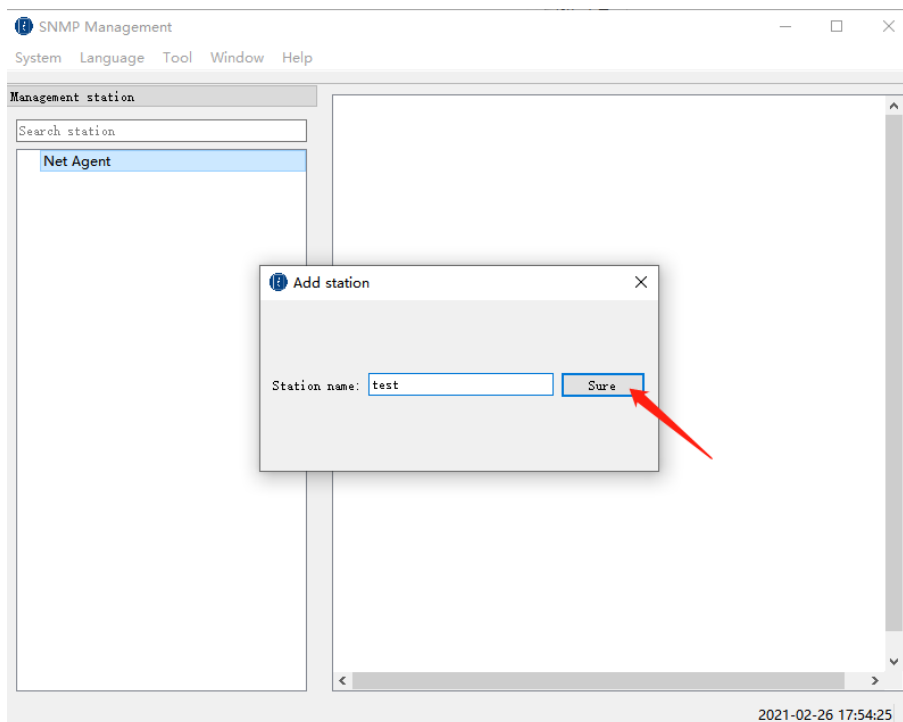 SNMP Management
System Language Tool Window Help
Management station
Search station
Net Agent
Add station
Station name: test Sure
2021-02-26 17:54:25